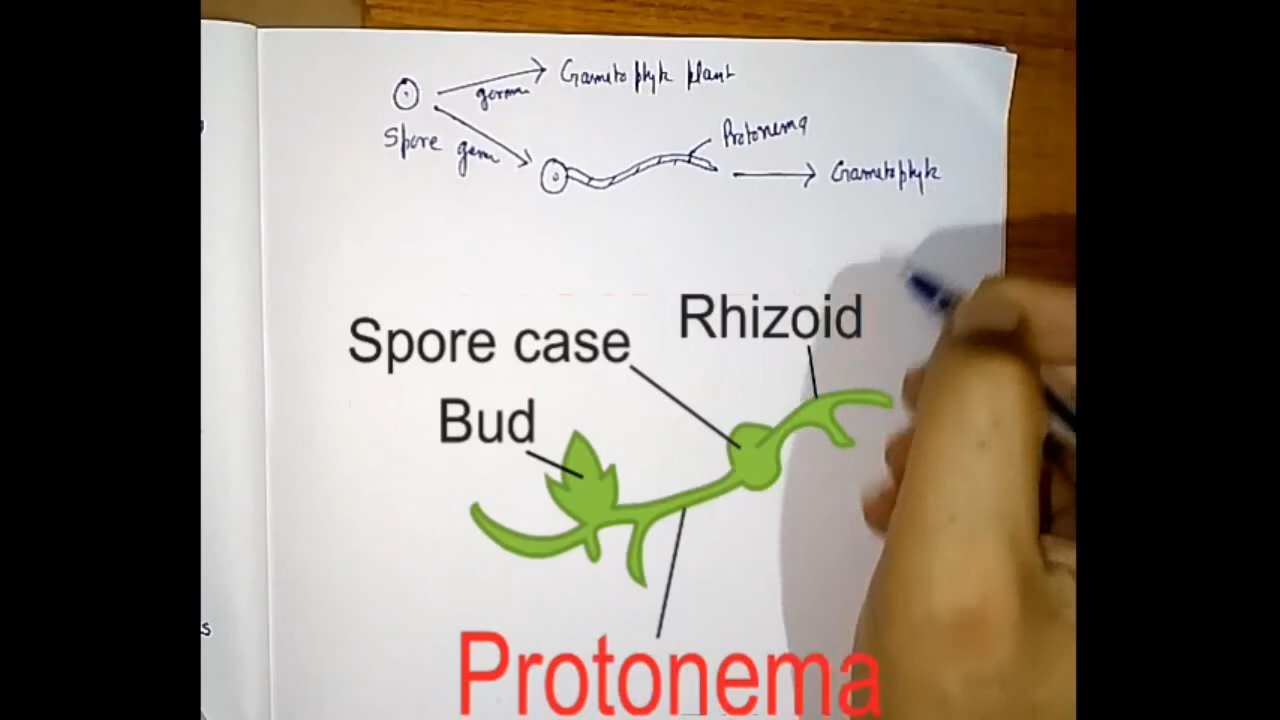 Gametophyte plant
germ
Spore germ
Protonema
Gametophyte
Rhizoid
Spore case
Bud
Protonema
s